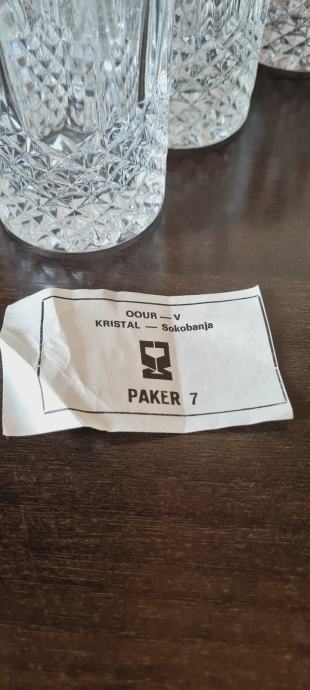 OOUR — V
KRISTAL — Sokobanja
PAKER 7